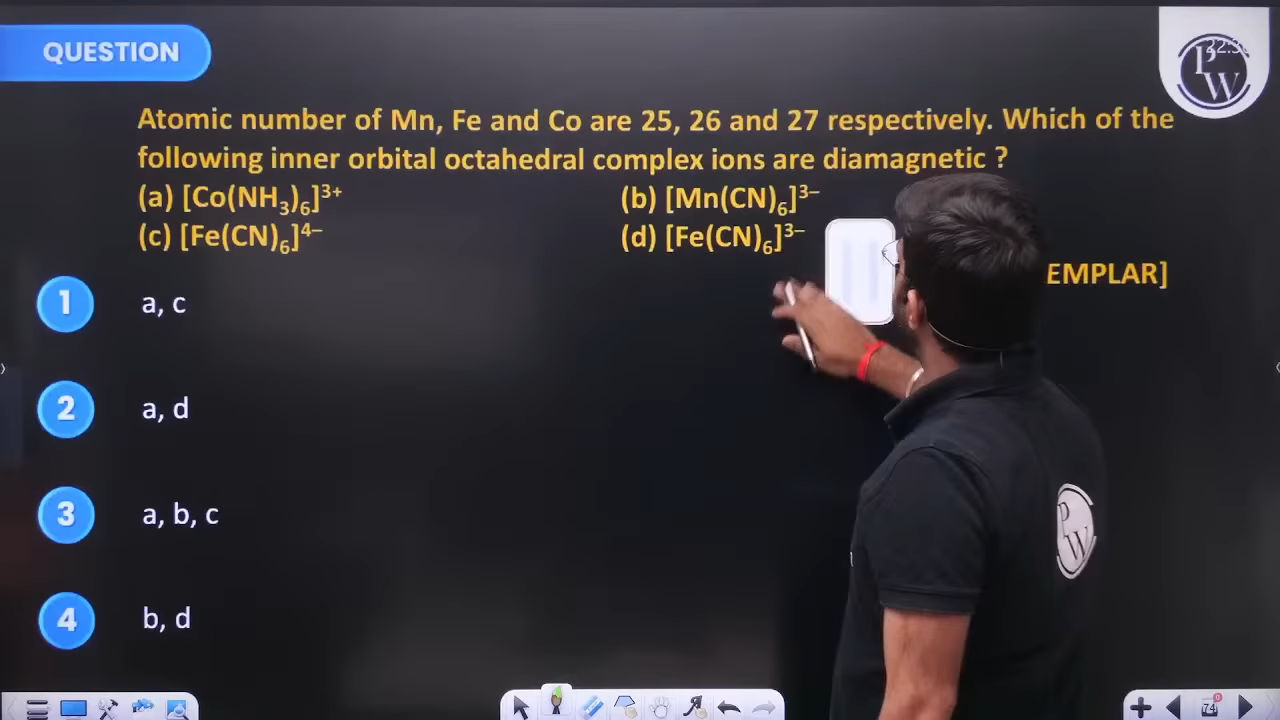 QUESTION
Atomic number of Mn, Fe and Co are 25, 26 and 27 respectively. Which of the
following inner orbital octahedral complex ions are diamagnetic ?
(a) [Co(NH₃)₆]³⁺ (b) [Mn(CN)₆]³⁻
(c) [Fe(CN)₆]⁴⁻ (d) [Fe(CN)₆]³⁻
EMPLAR]
1 a, c
2 a, d
3 a, b, c
4 b, d
P
W
P
W
74